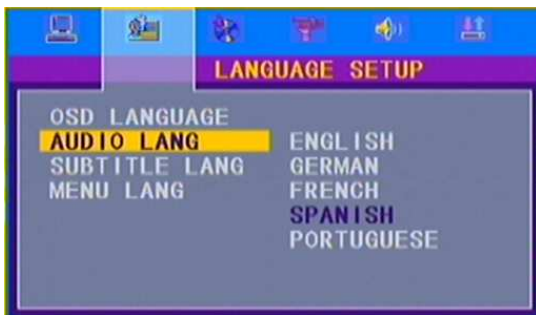 LANGUAGE SETUP
OSD LANGUAGE
AUDIO LANG
SUBTITLE LANG
MENU LANG
ENGLISH
GERMAN
FRENCH
SPANISH
PORTUGUESE